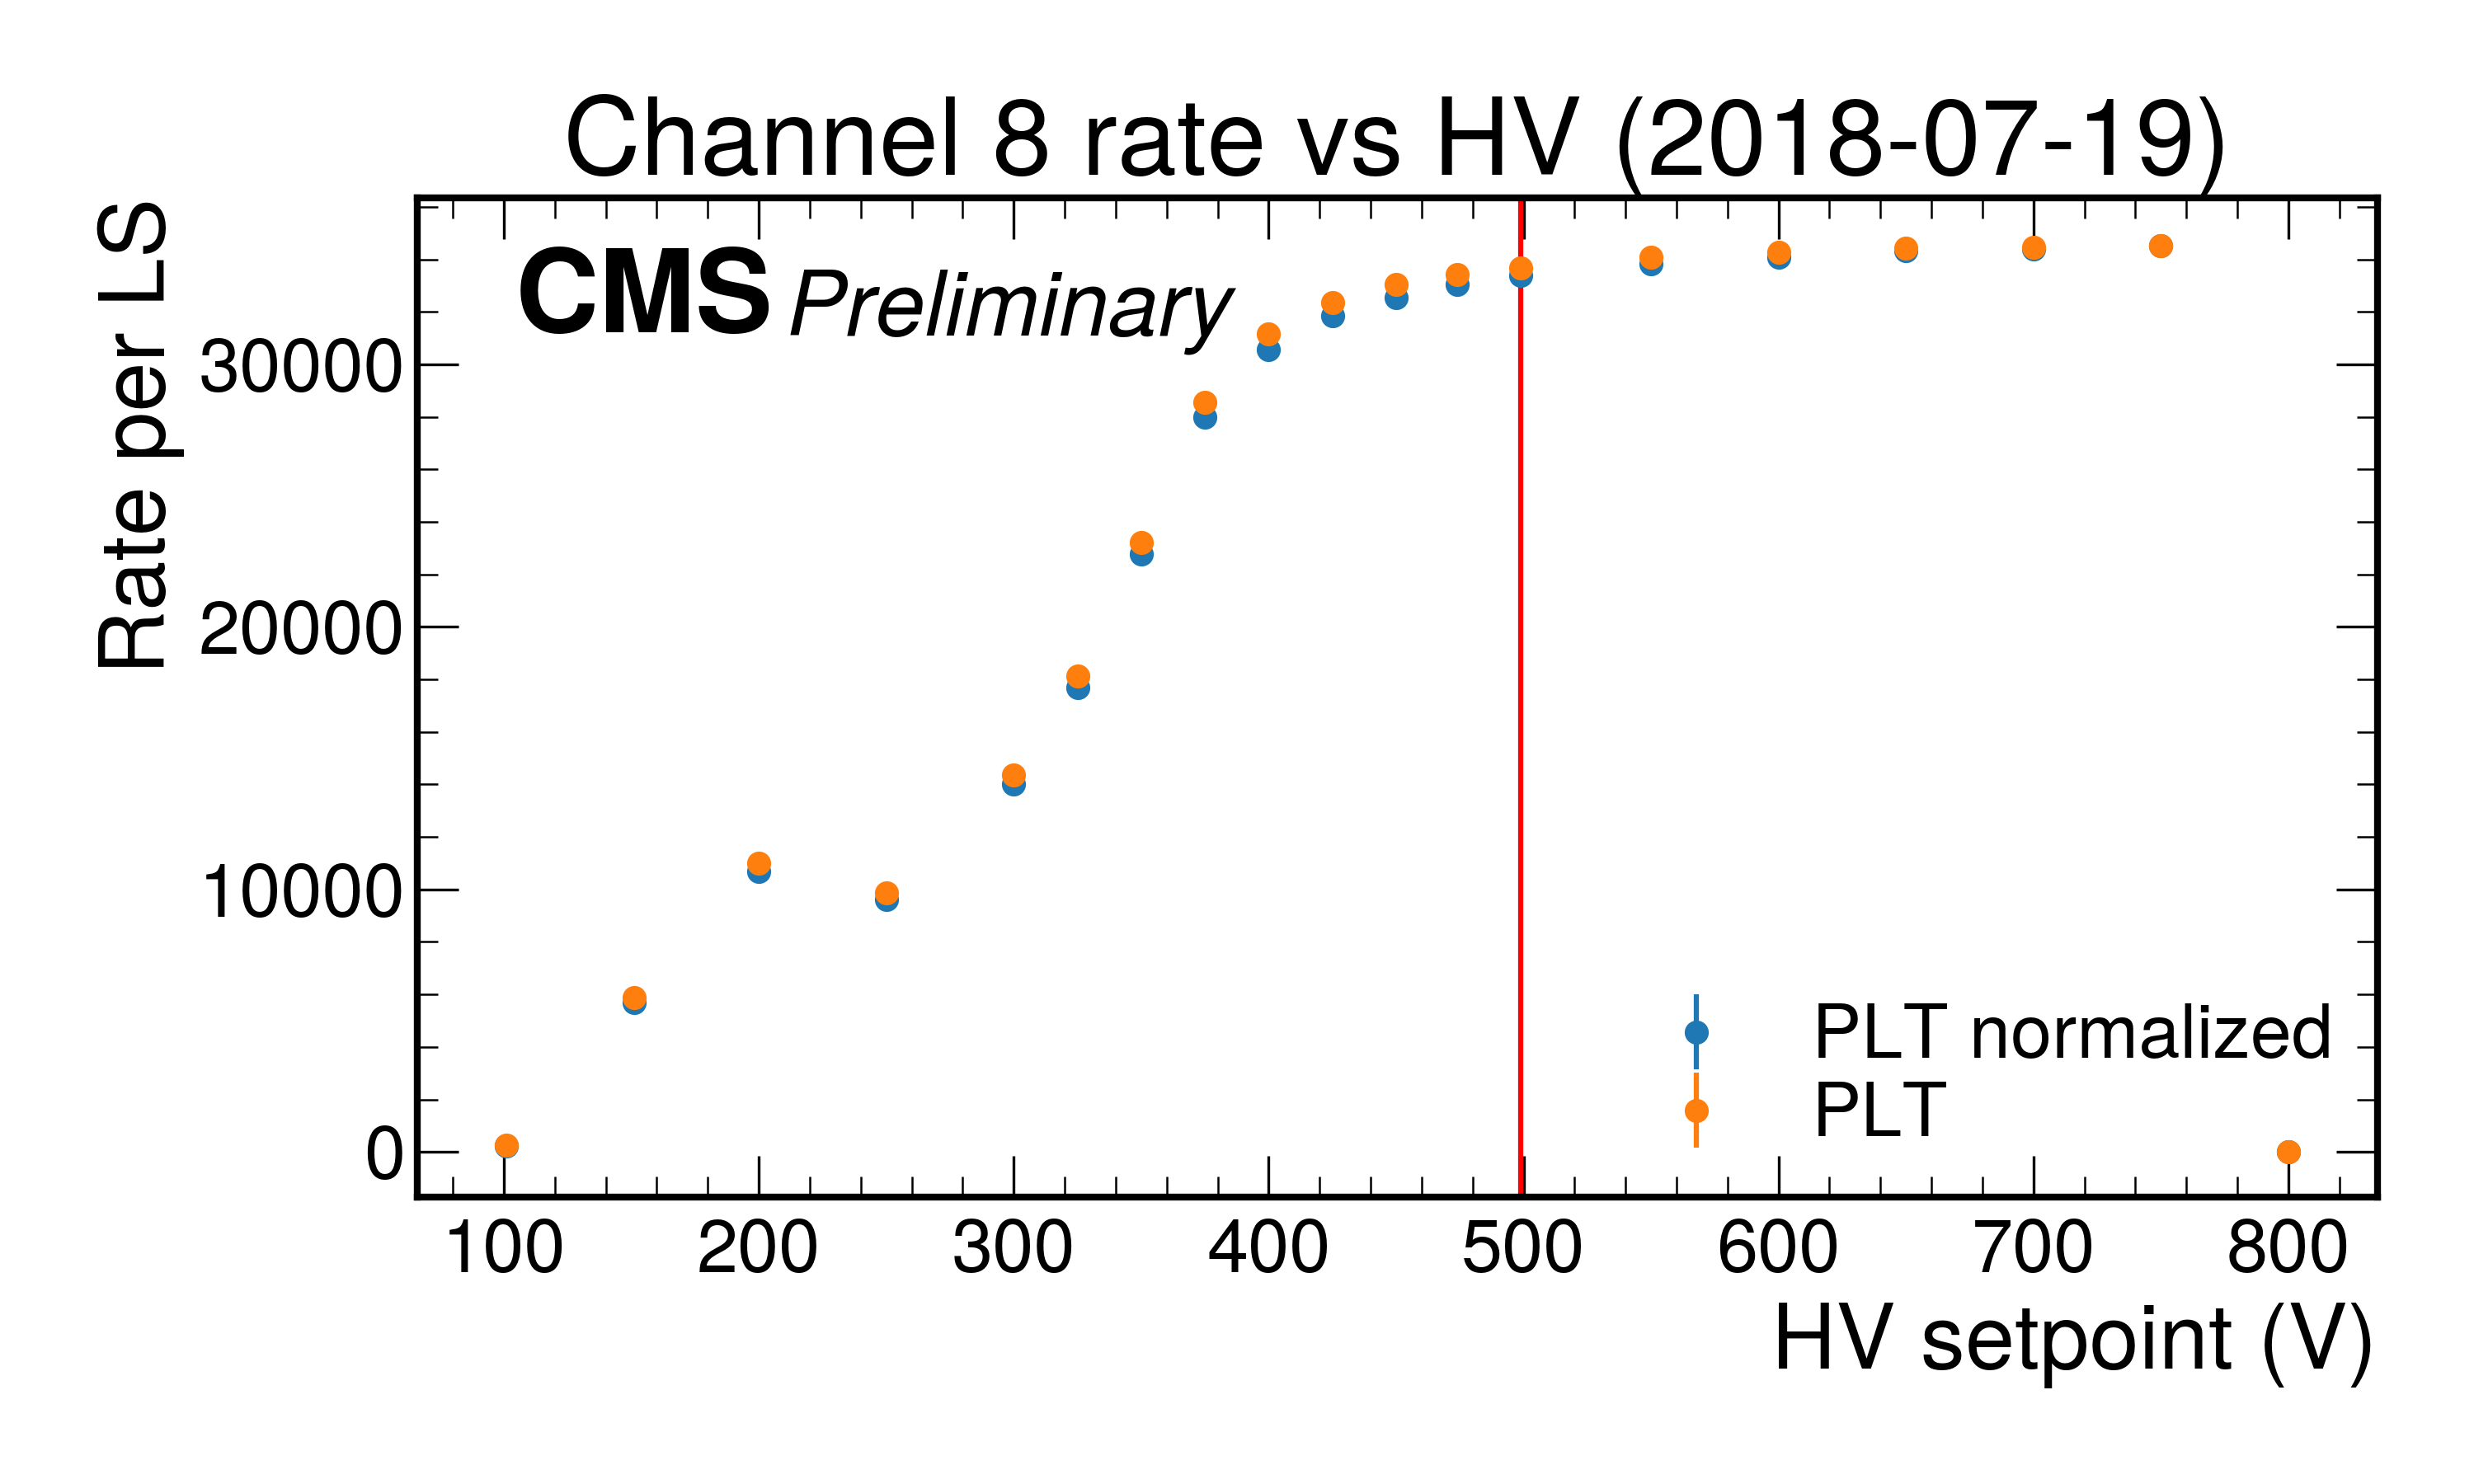 Channel 8 rate vs HV (2018-07-19)
CMS Preliminary
Rate per LS
30000
20000
10000
0
PLT normalized
PLT
100 200 300 400 500 600 700 800
HV setpoint (V)